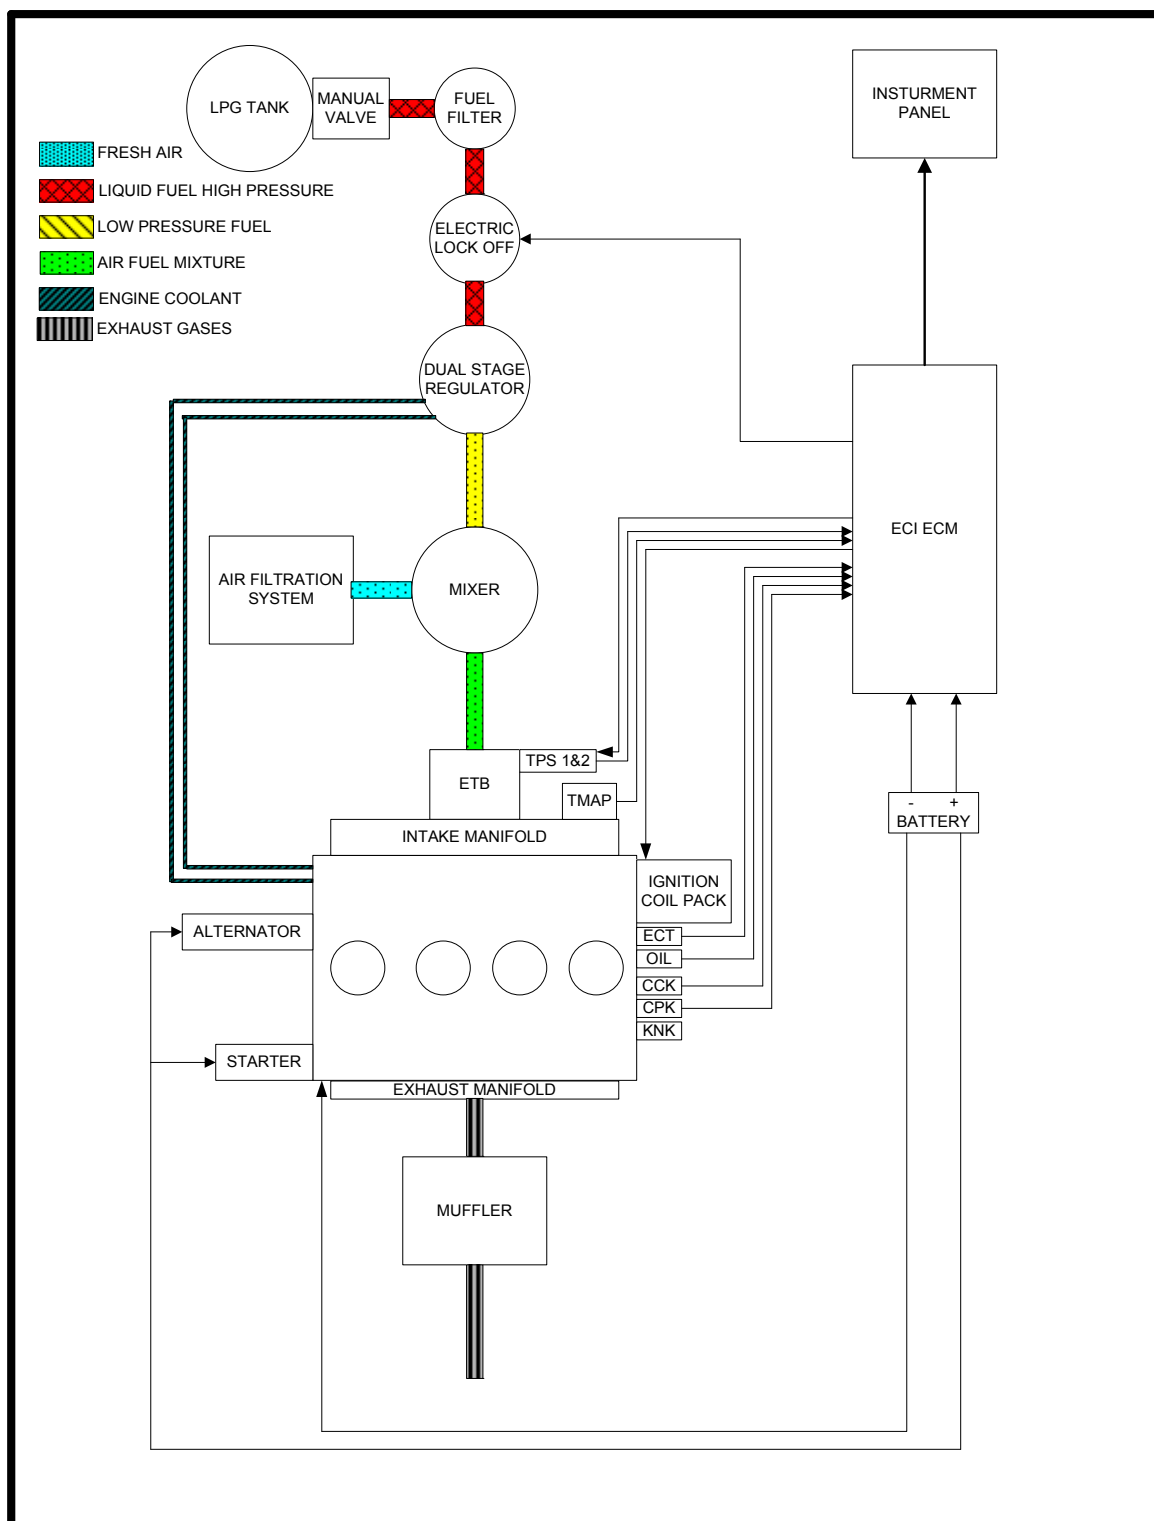 LPG TANK
MANUAL
VALVE
FUEL
FILTER
INSTURMENT
PANEL
FRESH AIR
LIQUID FUEL HIGH PRESSURE
LOW PRESSURE FUEL
AIR FUEL MIXTURE
ENGINE COOLANT
EXHAUST GASES
ELECTRIC
LOCK OFF
DUAL STAGE
REGULATOR
ECI ECM
AIR FILTRATION
SYSTEM
MIXER
TPS 1&2
ETB
TMAP
- +
BATTERY
INTAKE MANIFOLD
IGNITION
COIL PACK
ALTERNATOR
ECT
OIL
CCK
CPK
KNK
STARTER
EXHAUST MANIFOLD
MUFFLER